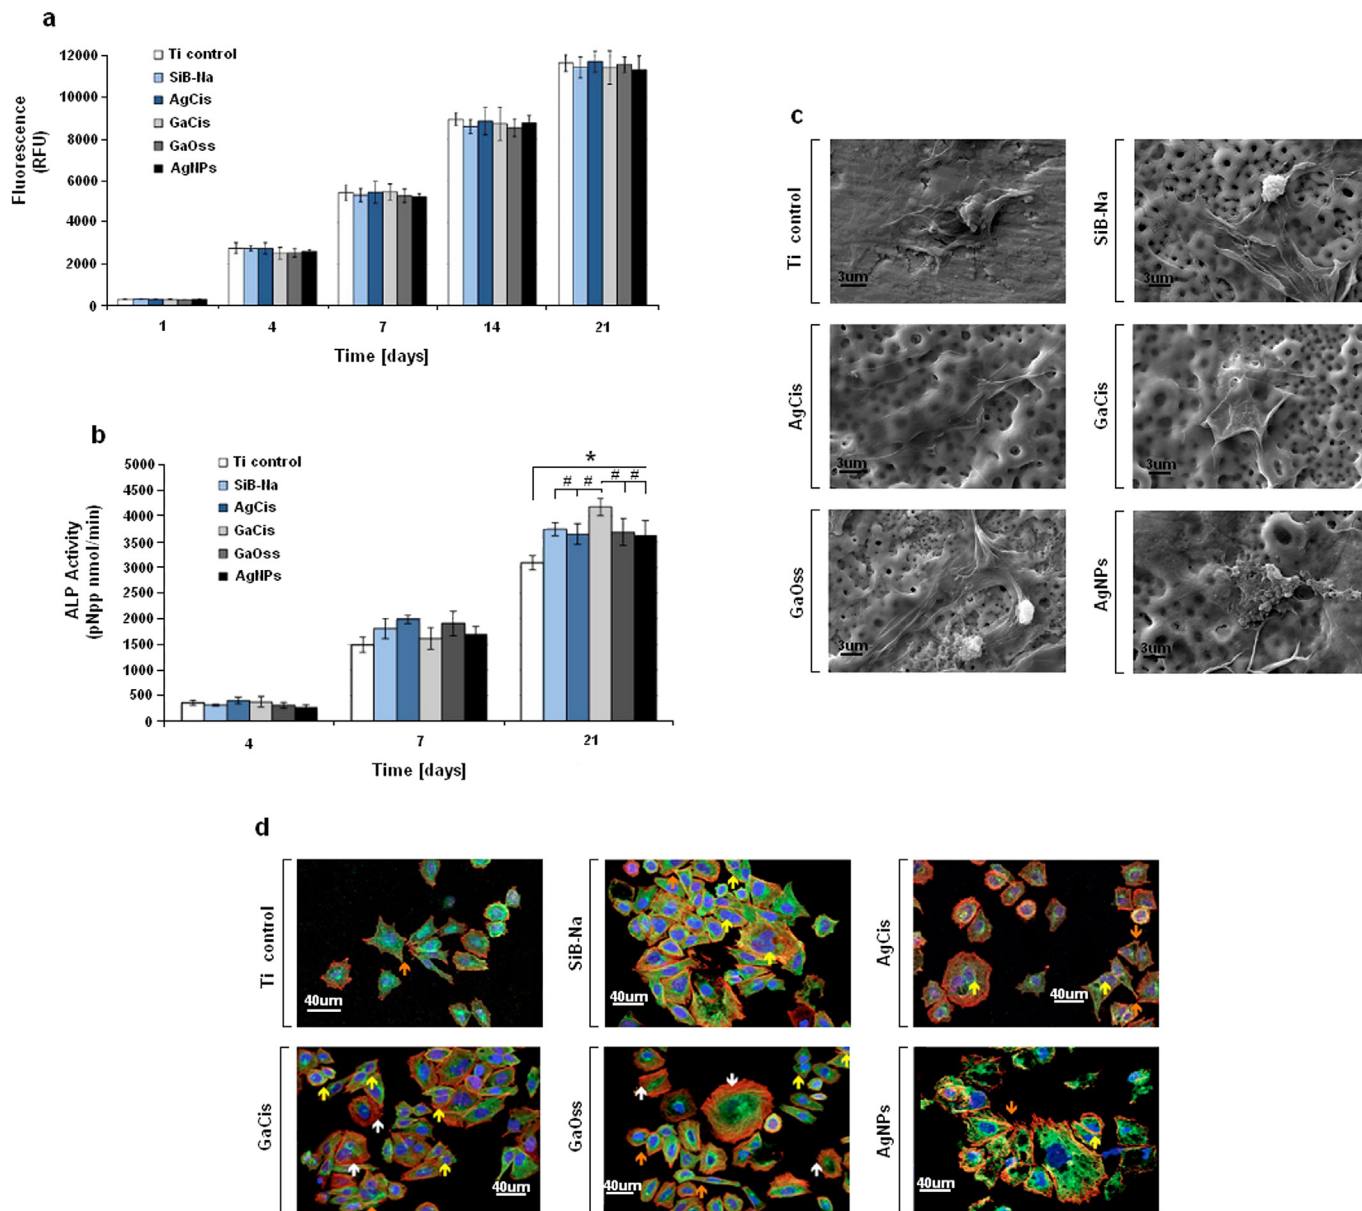 a
12000
10000
8000
6000
4000
2000
0
Fluorescence
(RFU)
Ti control
SiB-Na
AgCis
GaCis
GaOss
AgNPs
1 4 7 14 21
Time [days]
b
5000
4500
4000
3500
3000
2500
2000
1500
1000
500
0
ALP Activity
(pNpp nmol/min)
Ti control
SiB-Na
AgCis
GaCis
GaOss
AgNPs
*
# # # #
4 7 21
Time [days]
c
Ti control
3um
SiB-Na
3um
AgCis
3um
GaCis
3um
GaOss
3um
AgNPs
3um
d
Ti control
40um
SiB-Na
40um
AgCis
40um
GaCis
40um
GaOss
40um
AgNPs
40um